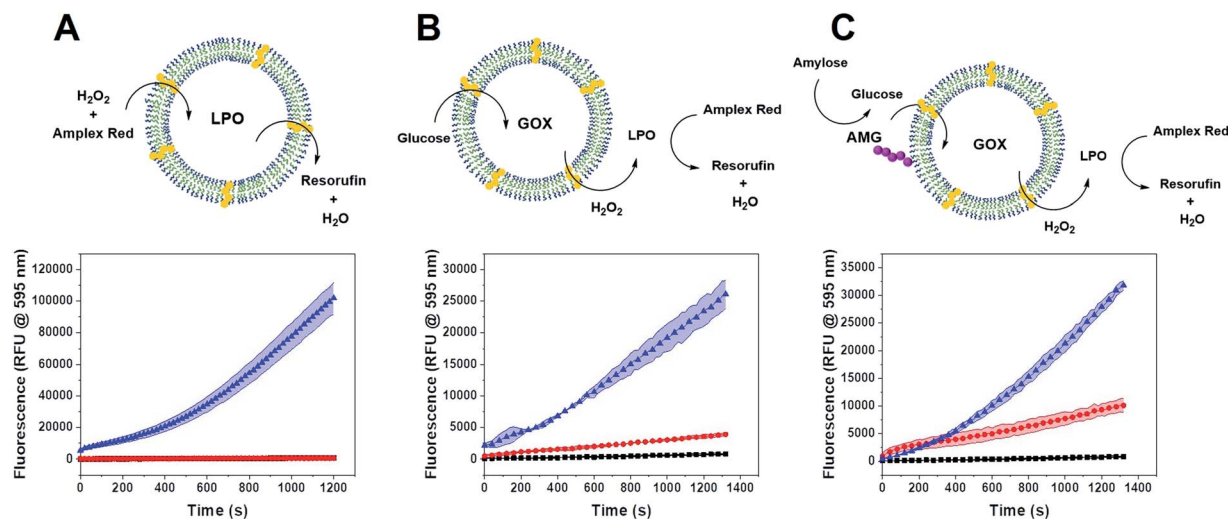 A
H₂O₂
+
Amplex Red
LPO
Resorufin
+
H₂O
Fluorescence (RFU @ 595 nm)
120000
100000
80000
60000
40000
20000
0
0 200 400 600 800 1000 1200
Time (s)
B
Glucose
GOX
H₂O₂
LPO
Amplex Red
Resorufin
+
H₂O
Fluorescence (RFU @ 595 nm)
30000
25000
20000
15000
10000
5000
0
0 200 400 600 800 1000 1200 1400
Time (s)
C
Amylose
Glucose
AMG
GOX
H₂O₂
LPO
Amplex Red
Resorufin
+
H₂O
Fluorescence (RFU @ 595 nm)
35000
30000
25000
20000
15000
10000
5000
0
0 200 400 600 800 1000 1200 1400
Time (s)